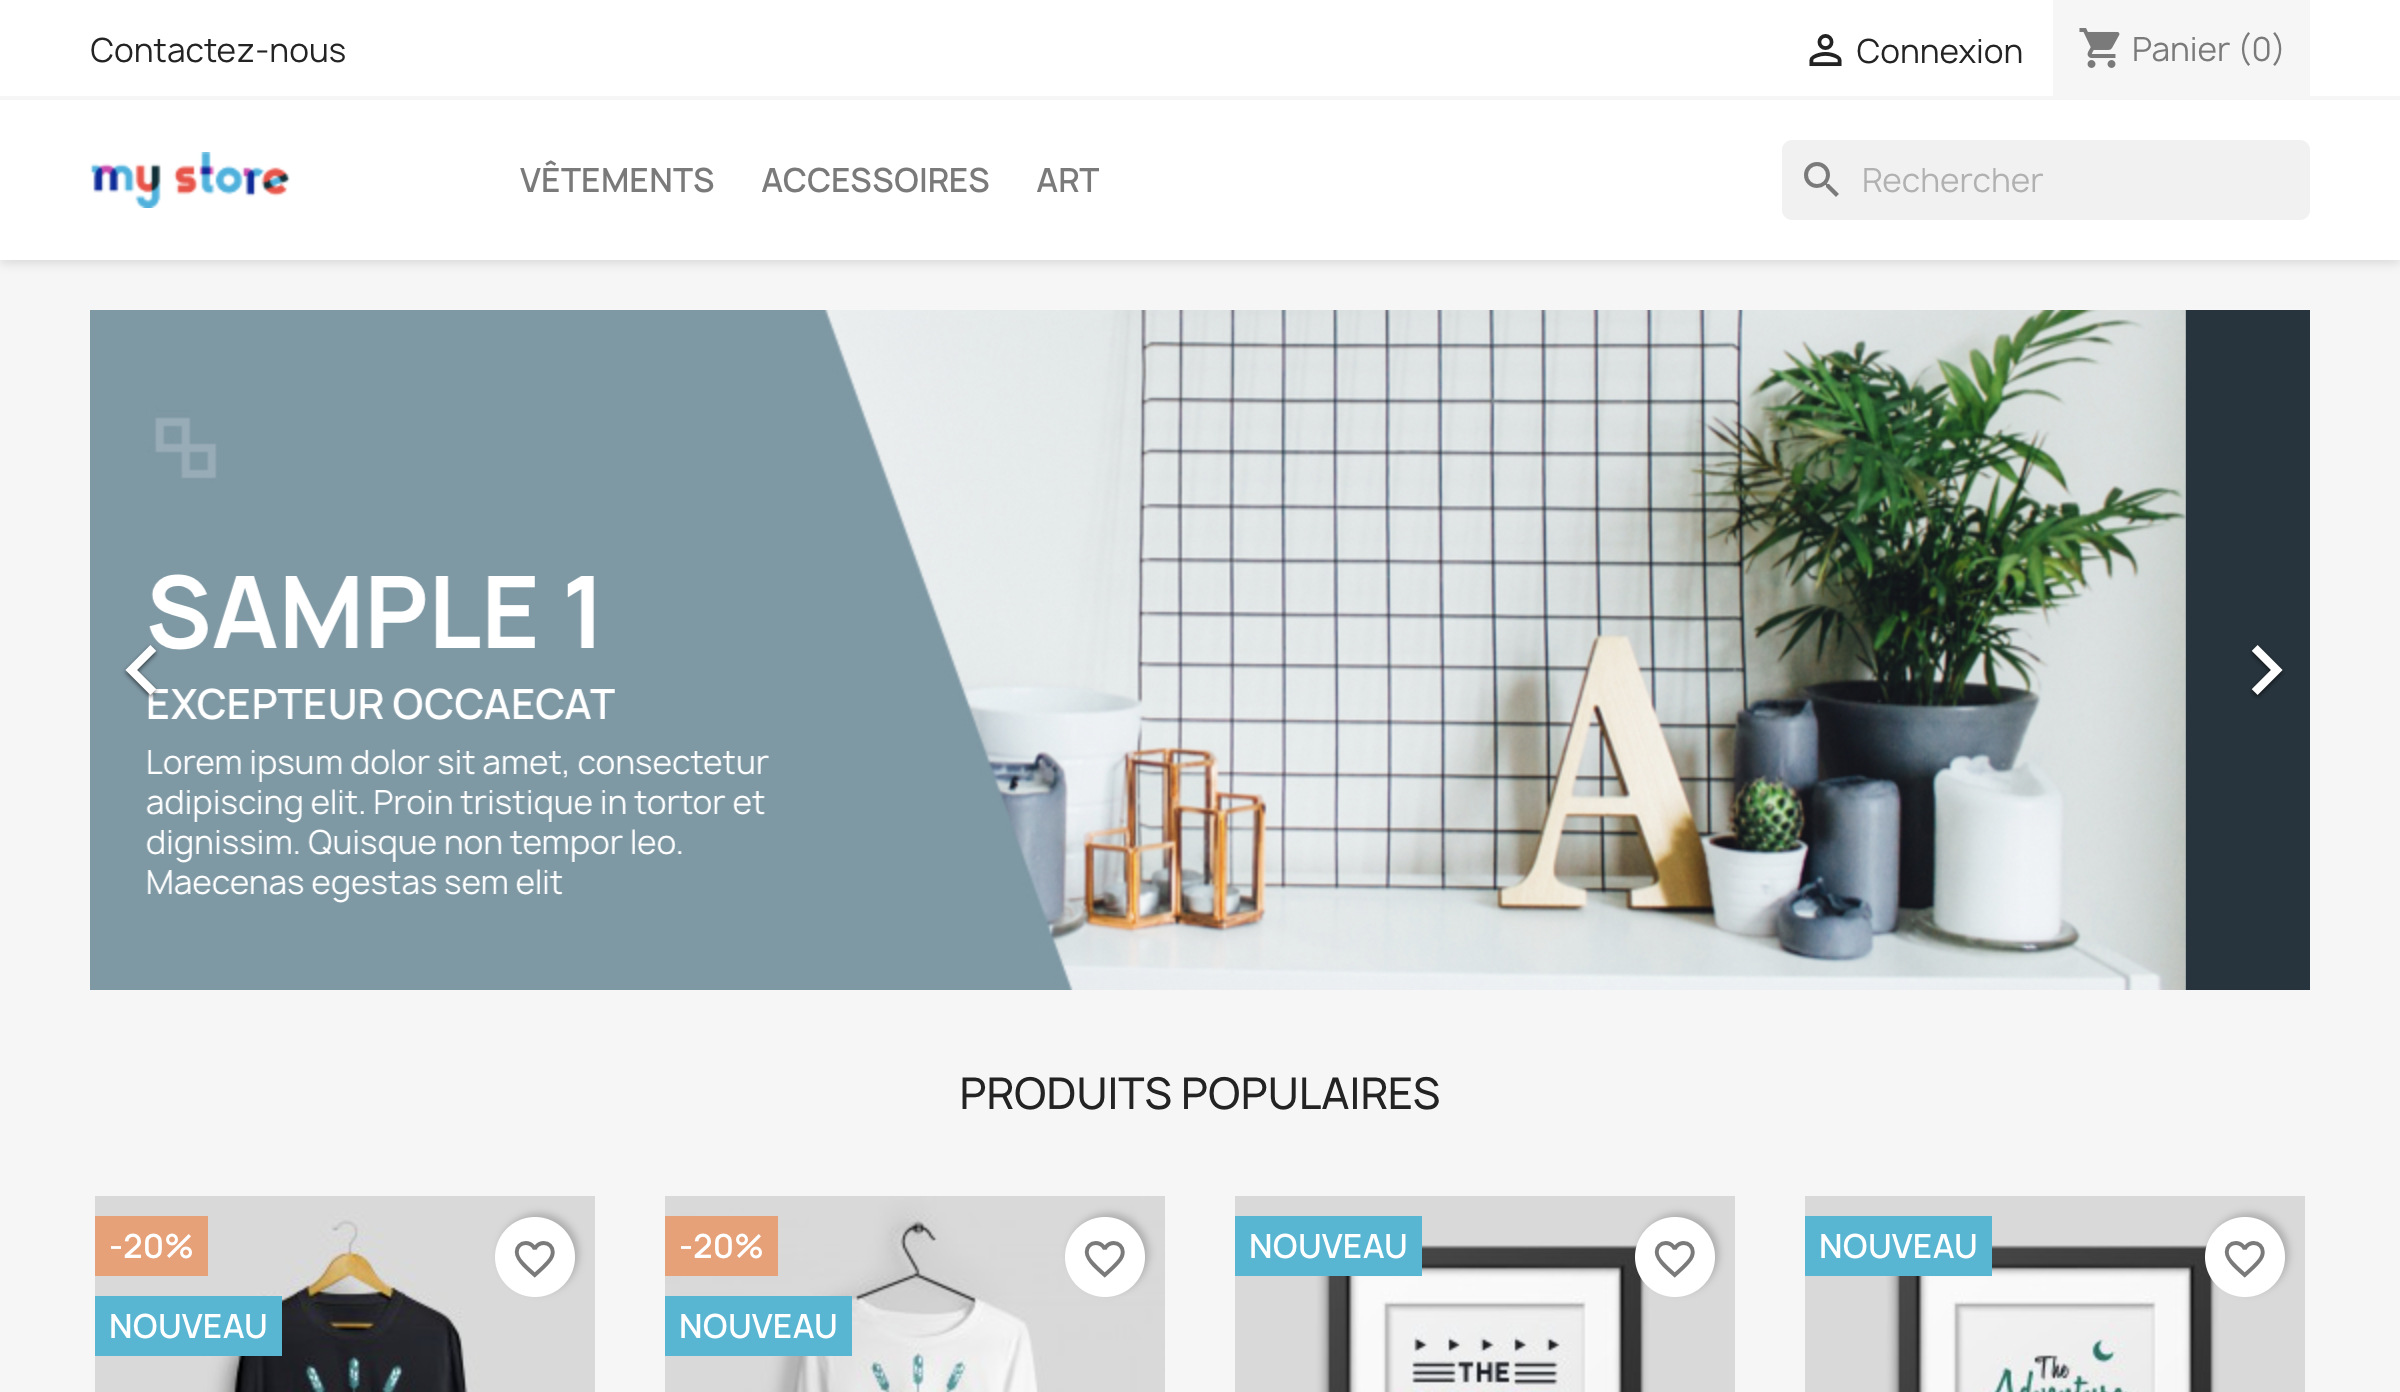 Contactez-nous
Connexion
Panier (0)
my store
VÊTEMENTS
ACCESSOIRES
ART
Rechercher
SAMPLE 1
EXCEPTEUR OCCAECAT
Lorem ipsum dolor sit amet, consectetur
adipiscing elit. Proin tristique in tortor et
dignissim. Quisque non tempor leo.
Maecenas egestas sem elit
A
PRODUITS POPULAIRES
-20%
NOUVEAU
-20%
NOUVEAU
NOUVEAU
THE
NOUVEAU
The